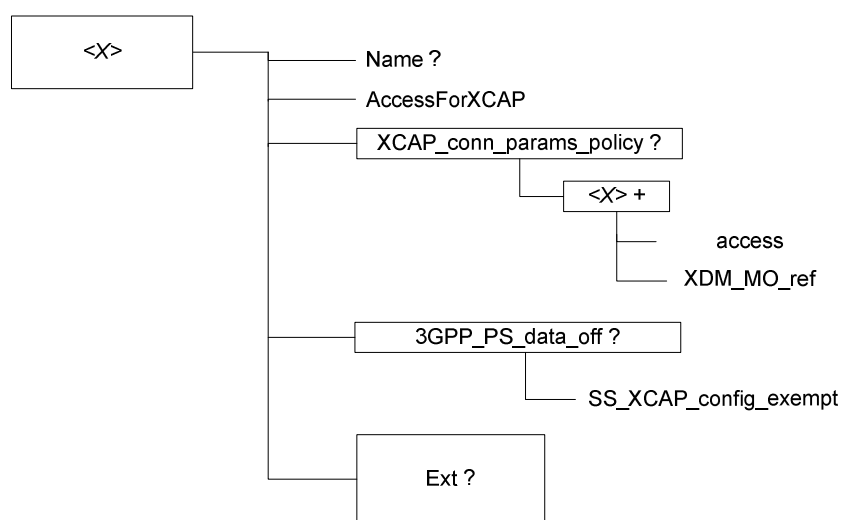 <X>
Name ?
AccessForXCAP
XCAP_conn_params_policy ?
<X> +
access
XDM_MO_ref
3GPP_PS_data_off ?
SS_XCAP_config_exempt
Ext ?